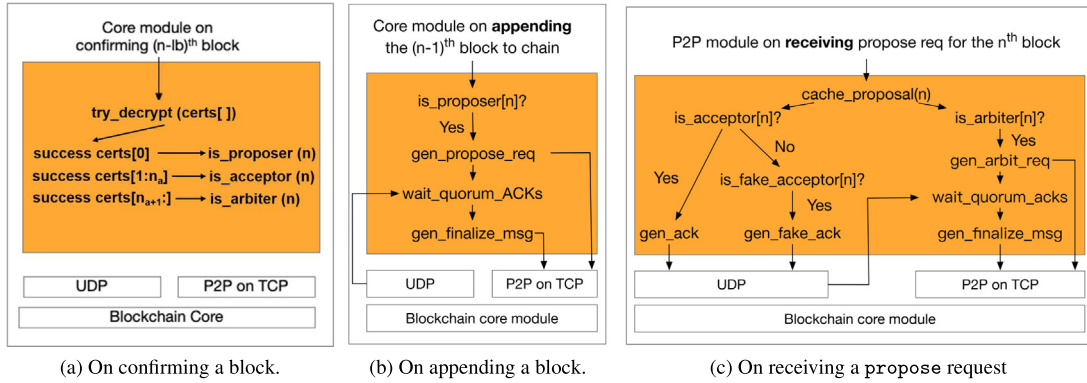 Core module on
confirming (n-lb)th block
try_decrypt (certs[ ])
success certs[0] is_proposer (n)
success certs[1:na] is_acceptor (n)
success certs[na+1:] is_arbiter (n)
UDP P2P on TCP
Blockchain Core
(a) On confirming a block.
Core module on appending
the (n-1)th block to chain
is_proposer[n]?
Yes
gen_propose_req
wait_quorum_ACKs
gen_finalize_msg
UDP P2P on TCP
Blockchain core module
(b) On appending a block.
P2P module on receiving propose req for the nth block
cache_proposal(n)
is_acceptor[n]? is_arbiter[n]?
Yes
No
gen_arbit_req
Yes
is_fake_acceptor[n]?
wait_quorum_acks
Yes
gen_ack gen_fake_ack gen_finalize_msg
UDP P2P on TCP
Blockchain core module
(c) On receiving a propose request